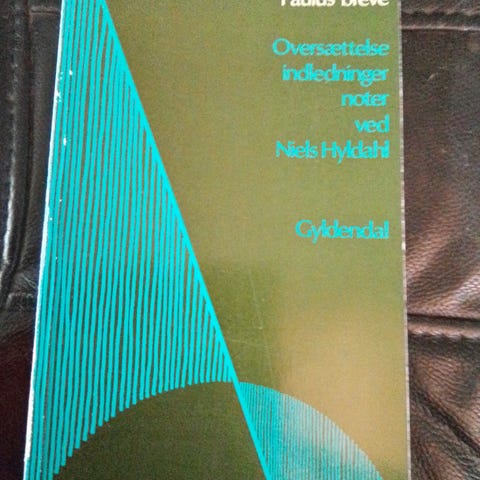 Paulus' breve
Oversættelse
indledninger
noter
ved
Niels Hyldahl
Gyldendal